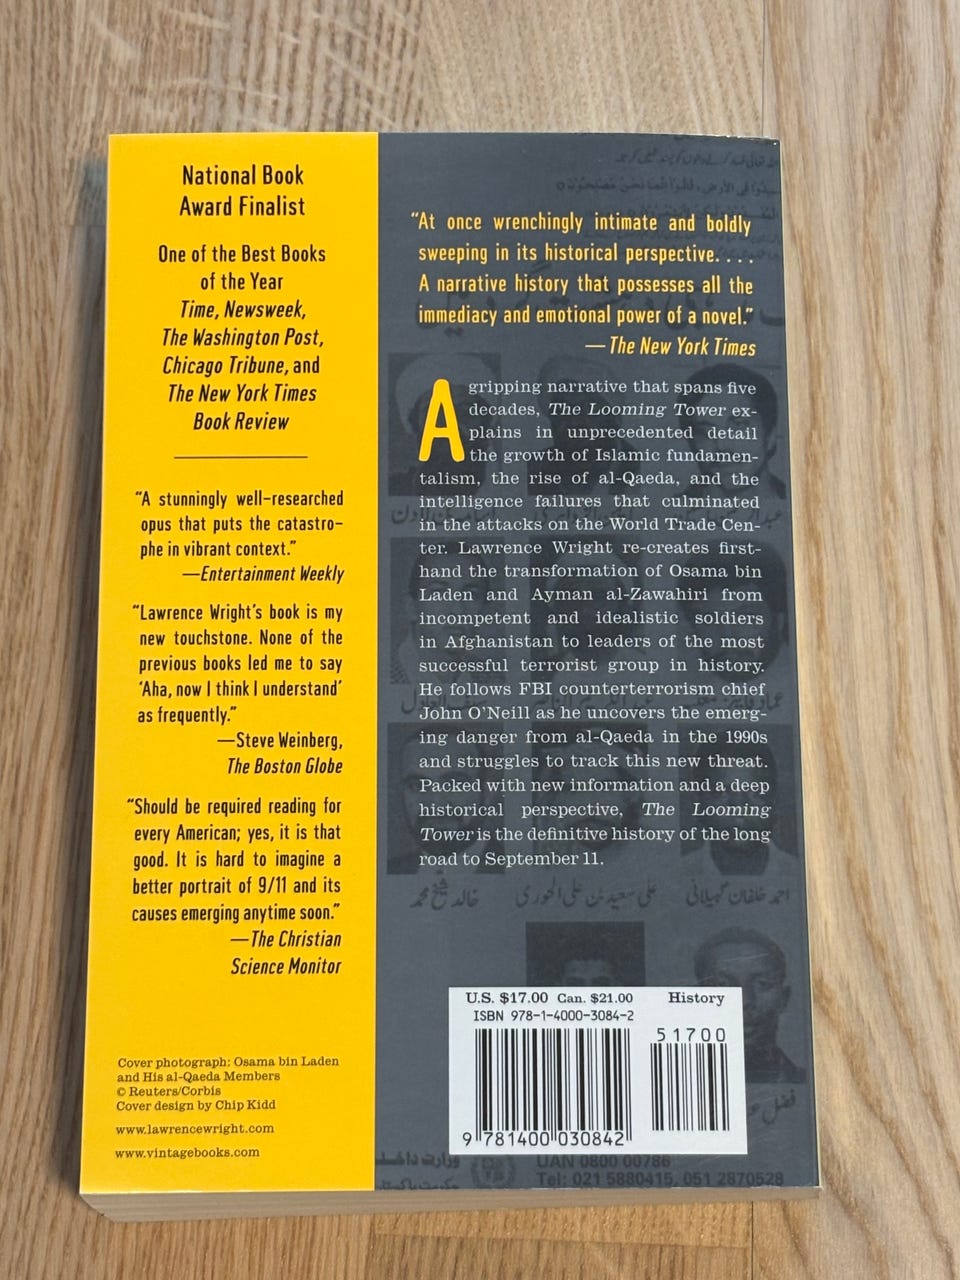 National Book
Award Finalist
One of the Best Books
of the Year
Time, Newsweek,
The Washington Post,
Chicago Tribune, and
The New York Times
Book Review
“A stunningly well-researched
opus that puts the catastro-
phe in vibrant context.”
—Entertainment Weekly
“Lawrence Wright's book is my
new touchstone. None of the
previous books led me to say
‘Aha, now I think I understand’
as frequently.”
—Steve Weinberg,
The Boston Globe
“Should be required reading for
every American; yes, it is that
good. It is hard to imagine a
better portrait of 9/11 and its
causes emerging anytime soon.”
—The Christian
Science Monitor
Cover photograph: Osama bin Laden
and His al-Qaeda Members
© Reuters/Corbis
Cover design by Chip Kidd
www.lawrencewright.com
www.vintagebooks.com
“At once wrenchingly intimate and boldly
sweeping in its historical perspective. . . .
A narrative history that possesses all the
immediacy and emotional power of a novel.”
—The New York Times
A gripping narrative that spans five
decades, The Looming Tower ex-
plains in unprecedented detail
the growth of Islamic fundamen-
talism, the rise of al-Qaeda, and the
intelligence failures that culminated
in the attacks on the World Trade Cen-
ter. Lawrence Wright re-creates first-
hand the transformation of Osama bin
Laden and Ayman al-Zawahiri from
incompetent and idealistic soldiers
in Afghanistan to leaders of the most
successful terrorist group in history.
He follows FBI counterterrorism chief
John O'Neill as he uncovers the emerg-
ing danger from al-Qaeda in the 1990s
and struggles to track this new threat.
Packed with new information and a deep
historical perspective, The Looming
Tower is the definitive history of the long
road to September 11.
خالد شیخ محمد
علی سعید بن علی الحوری
احمد خلفان گیلانی
U.S. $17.00 Can. $21.00 History
ISBN 978-1-4000-3084-2
51700
9 781400 030842
UAN 0800 00786
Tel: 021 5880415, 051 2870528